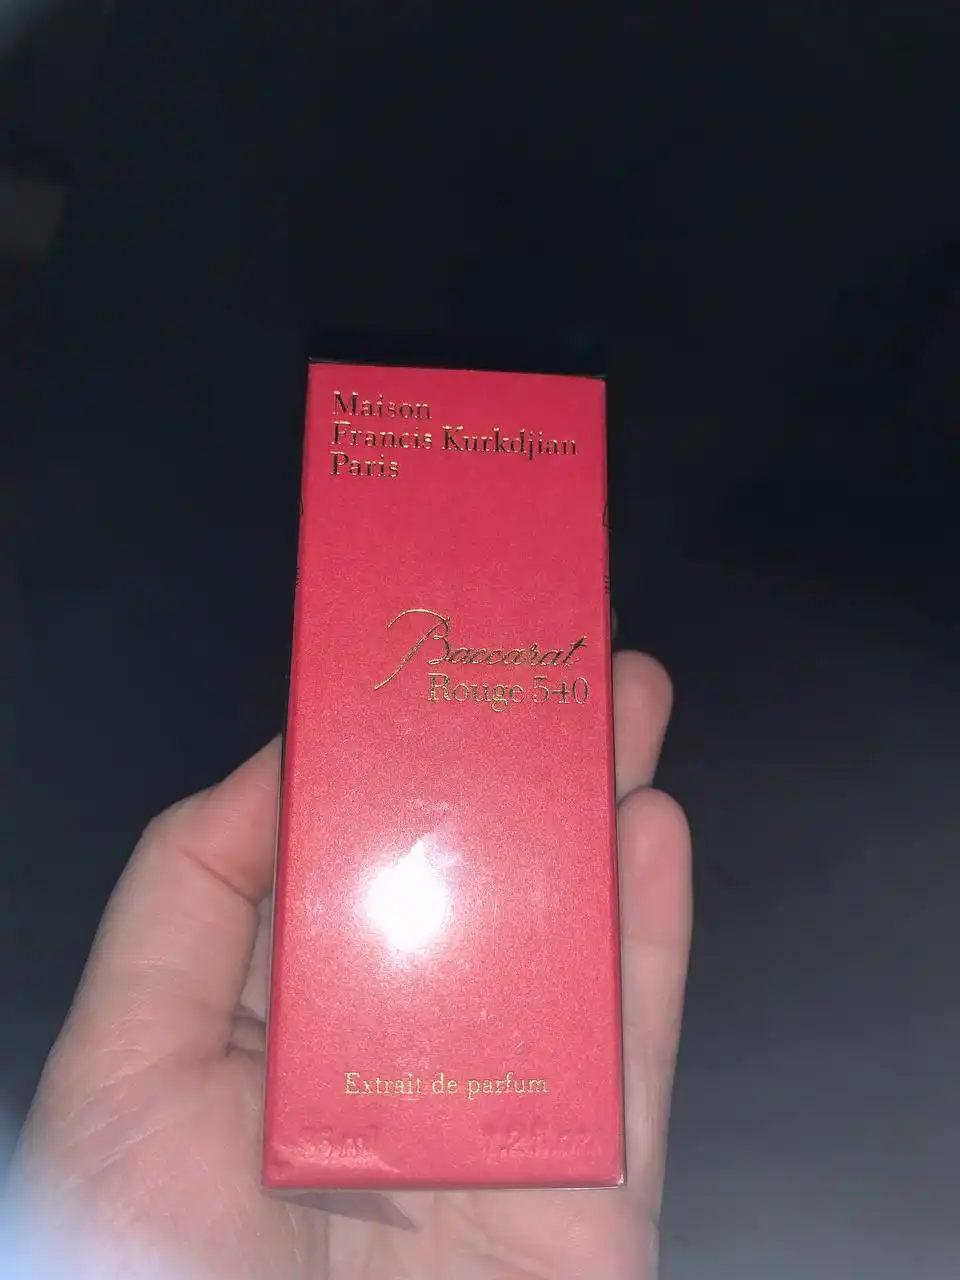 Maison
Francis Kurkdjian
Paris
Baccarat
Rouge 540
Extrait de parfum